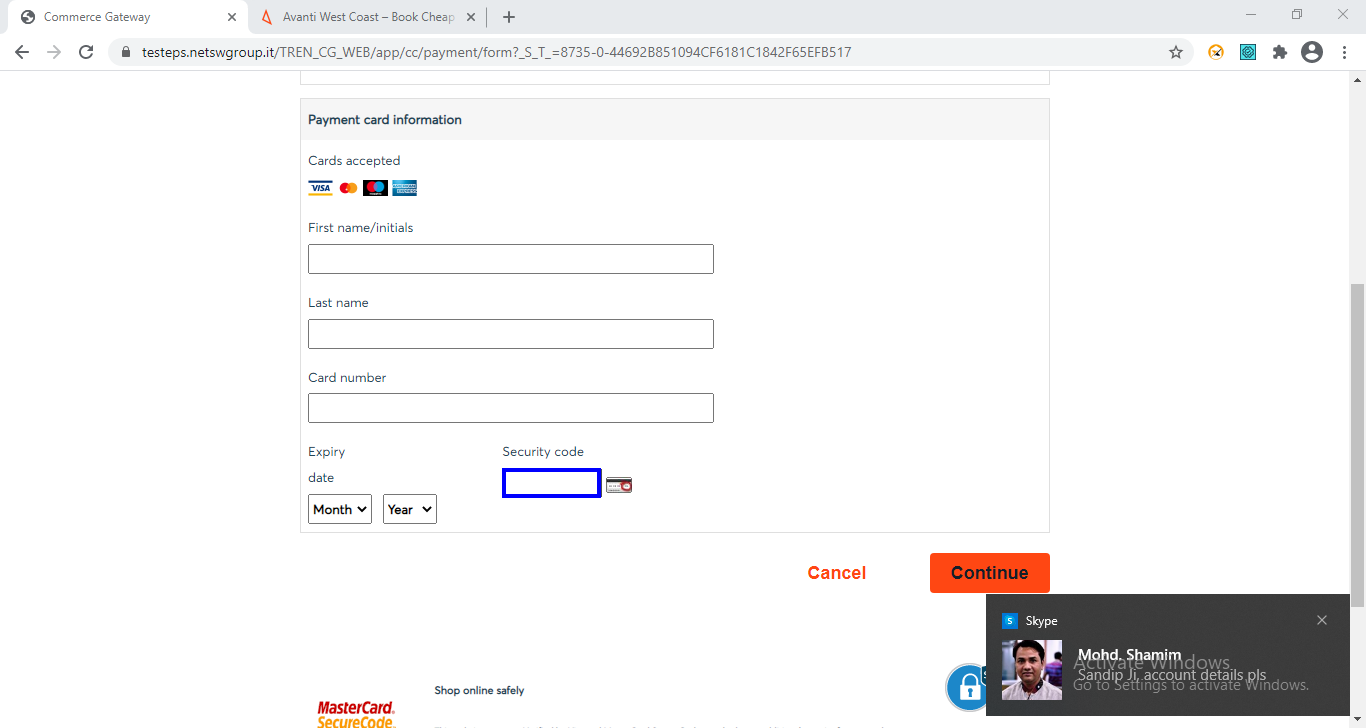 Commerce Gateway
Avanti West Coast – Book Cheap
testeps.netswgroup.it/TREN_CG_WEB/app/cc/payment/form?_S_T_=8735-0-44692B851094CF6181C1842F65EFB517
Payment card information
Cards accepted
VISA
First name/initials
Last name
Card number
Expiry
date
Security code
Month
Year
Cancel
Continue
Skype
Mohd. Shamim
Sandip Ji, account details pls
Activate Windows
Go to Settings to activate Windows.
Shop online safely
MasterCard.
SecureCode.